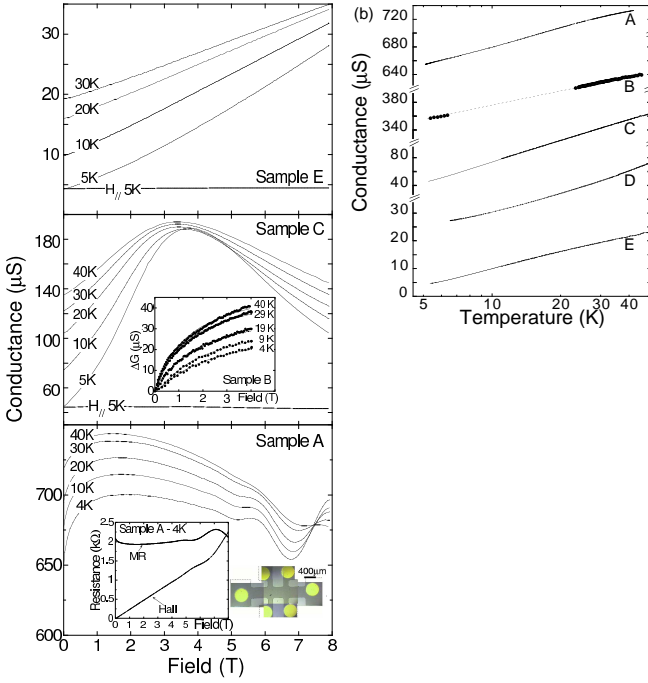 35
30
25
20
15
10
5
0
30K
20K
10K
5K
H// 5K
Sample E
Conductance (µS)
180
160
140
120
100
80
60
40
Sample C
40K
30K
20K
10K
5K
H// 5K
ΔG (µS)
40
30
20
10
0
40 K
29 K
19 K
9 K
4 K
Sample B
0 1 2 3
Field (T)
Sample A
40K
30K
20K
10K
4K
700
650
600
Sample A - 4K
Resistance (kΩ)
2.5
2
1.5
1
0.5
0
MR
Hall
0 1 2 3 4 5
Field(T)
400µm
0 1 2 3 4 5 6 7 8
Field (T)
(b)
Conductance (µS)
720
680
640
360
340
80
40
30
20
10
0
A
B
C
D
E
5 10 20 30 40
Temperature (K)